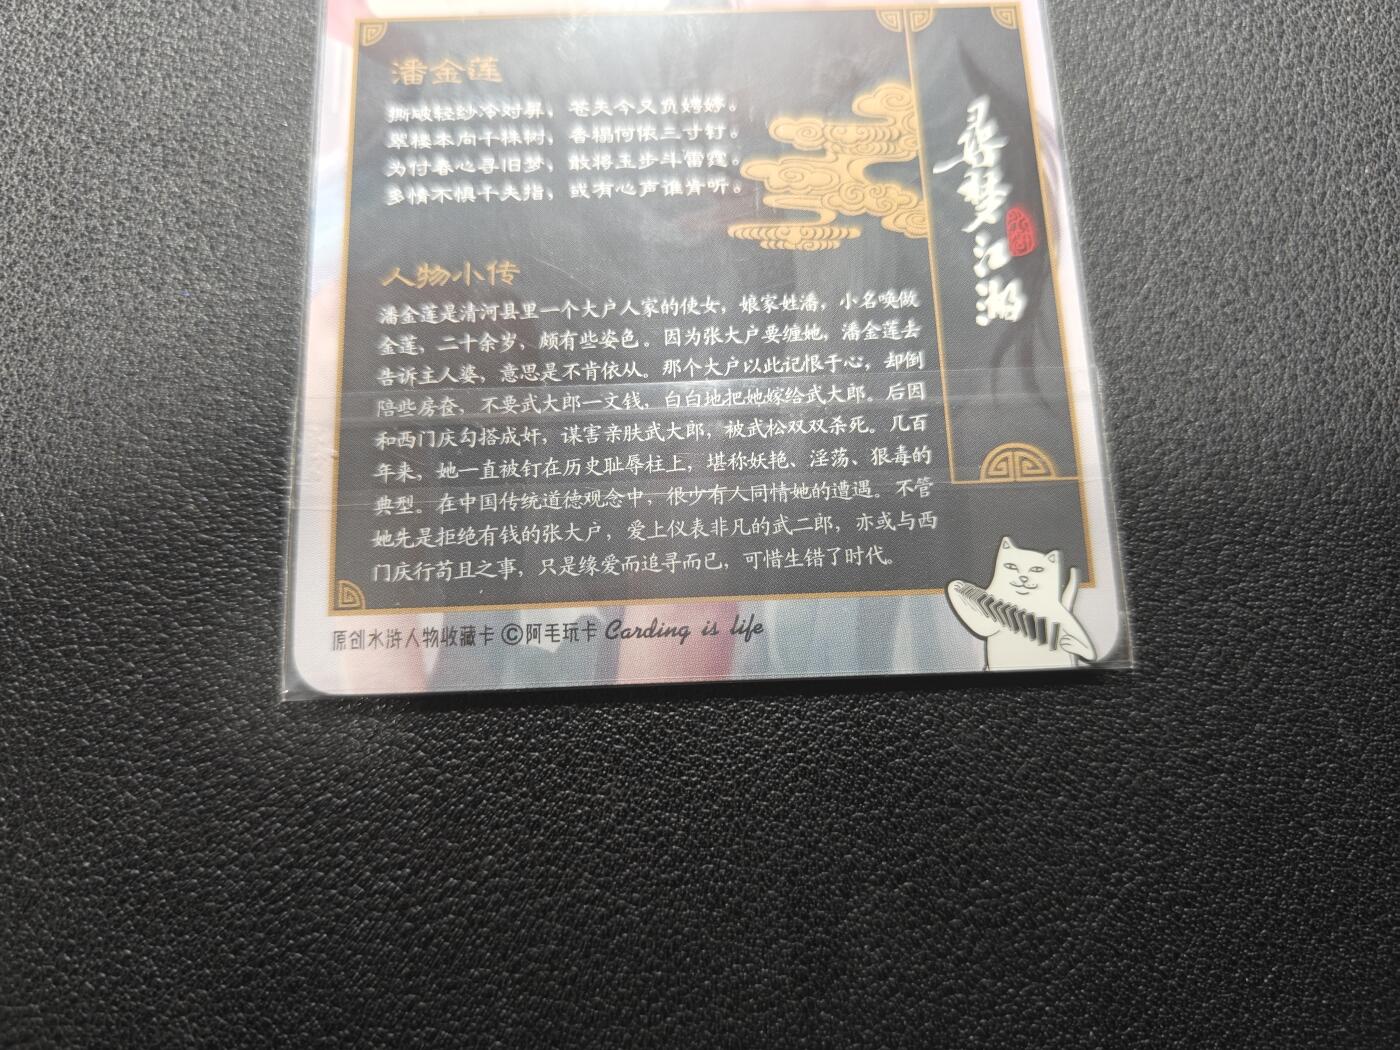 潘金莲
撕破轻纱冷对屏，苍天今又负娉婷。
翠楼本向千棵树，香榻何依三寸钉。
为付春心寻旧梦，敢将玉步斗雷霆。
多情不惧千夫指，或有心声谁肯听。
人物小传
潘金莲是清河县里一个大户人家的使女，娘家姓潘，小名唤做
金莲，二十余岁，颇有些姿色。因为张大户要缠她，潘金莲去
告诉主人婆，意思是不肯依从。那个大户以此记恨于心，却倒
陪些房奁，不要武大郎一文钱，白白地把她嫁给武大郎。后因
和西门庆勾搭成奸，谋害亲肤武大郎，被武松双双杀死。几百
年来，她一直被钉在历史耻辱柱上，堪称妖艳、淫荡、狠毒的
典型。在中国传统道德观念中，很少有人同情她的遭遇。不管
她先是拒绝有钱的张大户，爱上仪表非凡的武二郎，亦或与西
门庆行苟且之事，只是缘爱而追寻而已，可惜生错了时代。
寻梦江湖
水浒
原创水浒人物收藏卡 ©阿毛玩卡 Carding is life